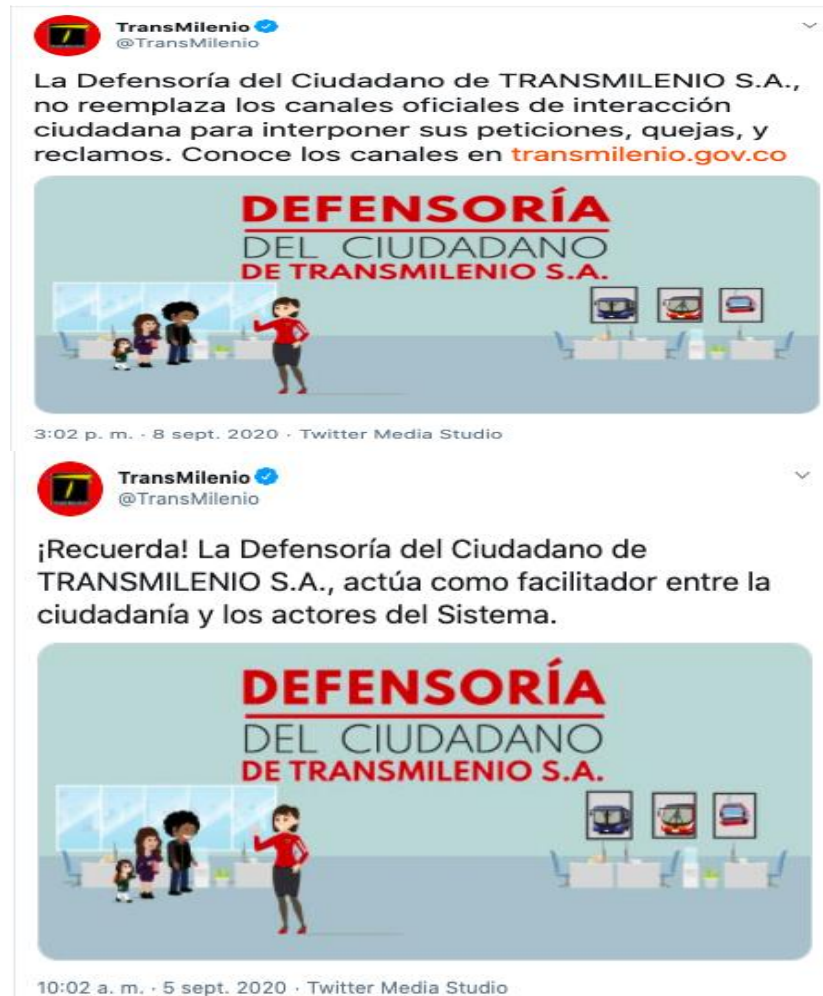 TransMilenio
@TransMilenio
La Defensoría del Ciudadano de TRANSMILENIO S.A.,
no reemplaza los canales oficiales de interacción
ciudadana para interponer sus peticiones, quejas, y
reclamos. Conoce los canales en transmilenio.gov.co
DEFENSORÍA
DEL CIUDADANO
DE TRANSMILENIO S.A.
3:02 p. m. · 8 sept. 2020 · Twitter Media Studio
TransMilenio
@TransMilenio
¡Recuerda! La Defensoría del Ciudadano de
TRANSMILENIO S.A., actúa como facilitador entre la
ciudadanía y los actores del Sistema.
DEFENSORÍA
DEL CIUDADANO
DE TRANSMILENIO S.A.
10:02 a. m. · 5 sept. 2020 · Twitter Media Studio